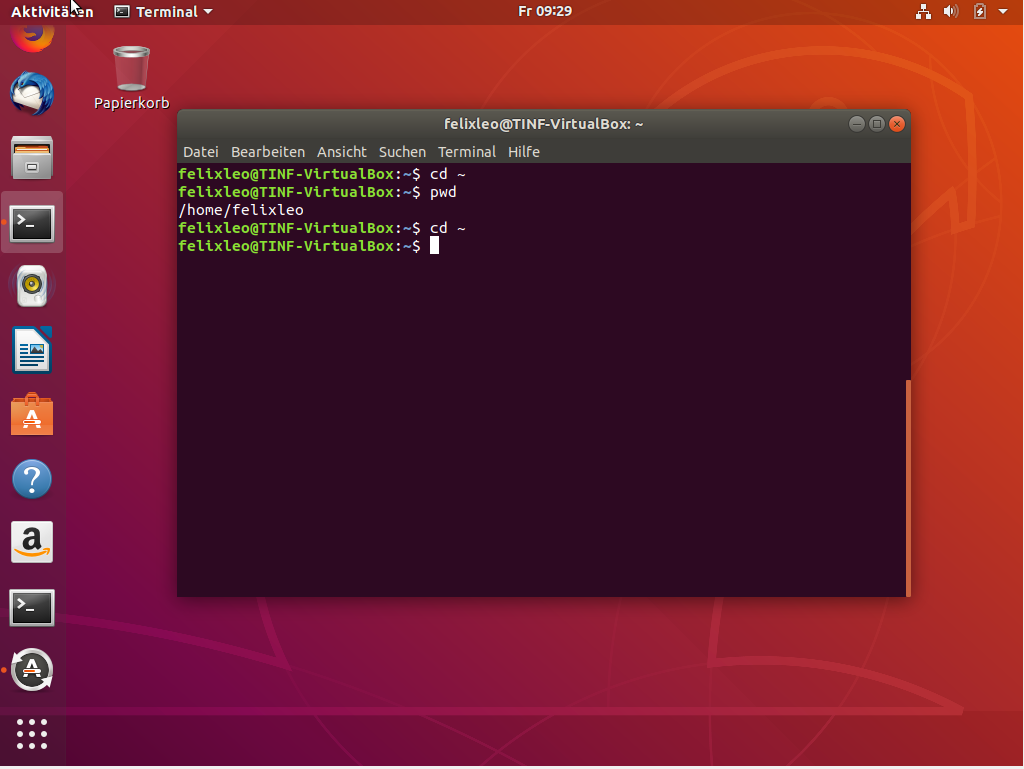 Aktivitäten Terminal Fr 09:29
Papierkorb
felixleo@TINF-VirtualBox: ~
Datei Bearbeiten Ansicht Suchen Terminal Hilfe
felixleo@TINF-VirtualBox:~$ cd ~
felixleo@TINF-VirtualBox:~$ pwd
/home/felixleo
felixleo@TINF-VirtualBox:~$ cd ~
felixleo@TINF-VirtualBox:~$